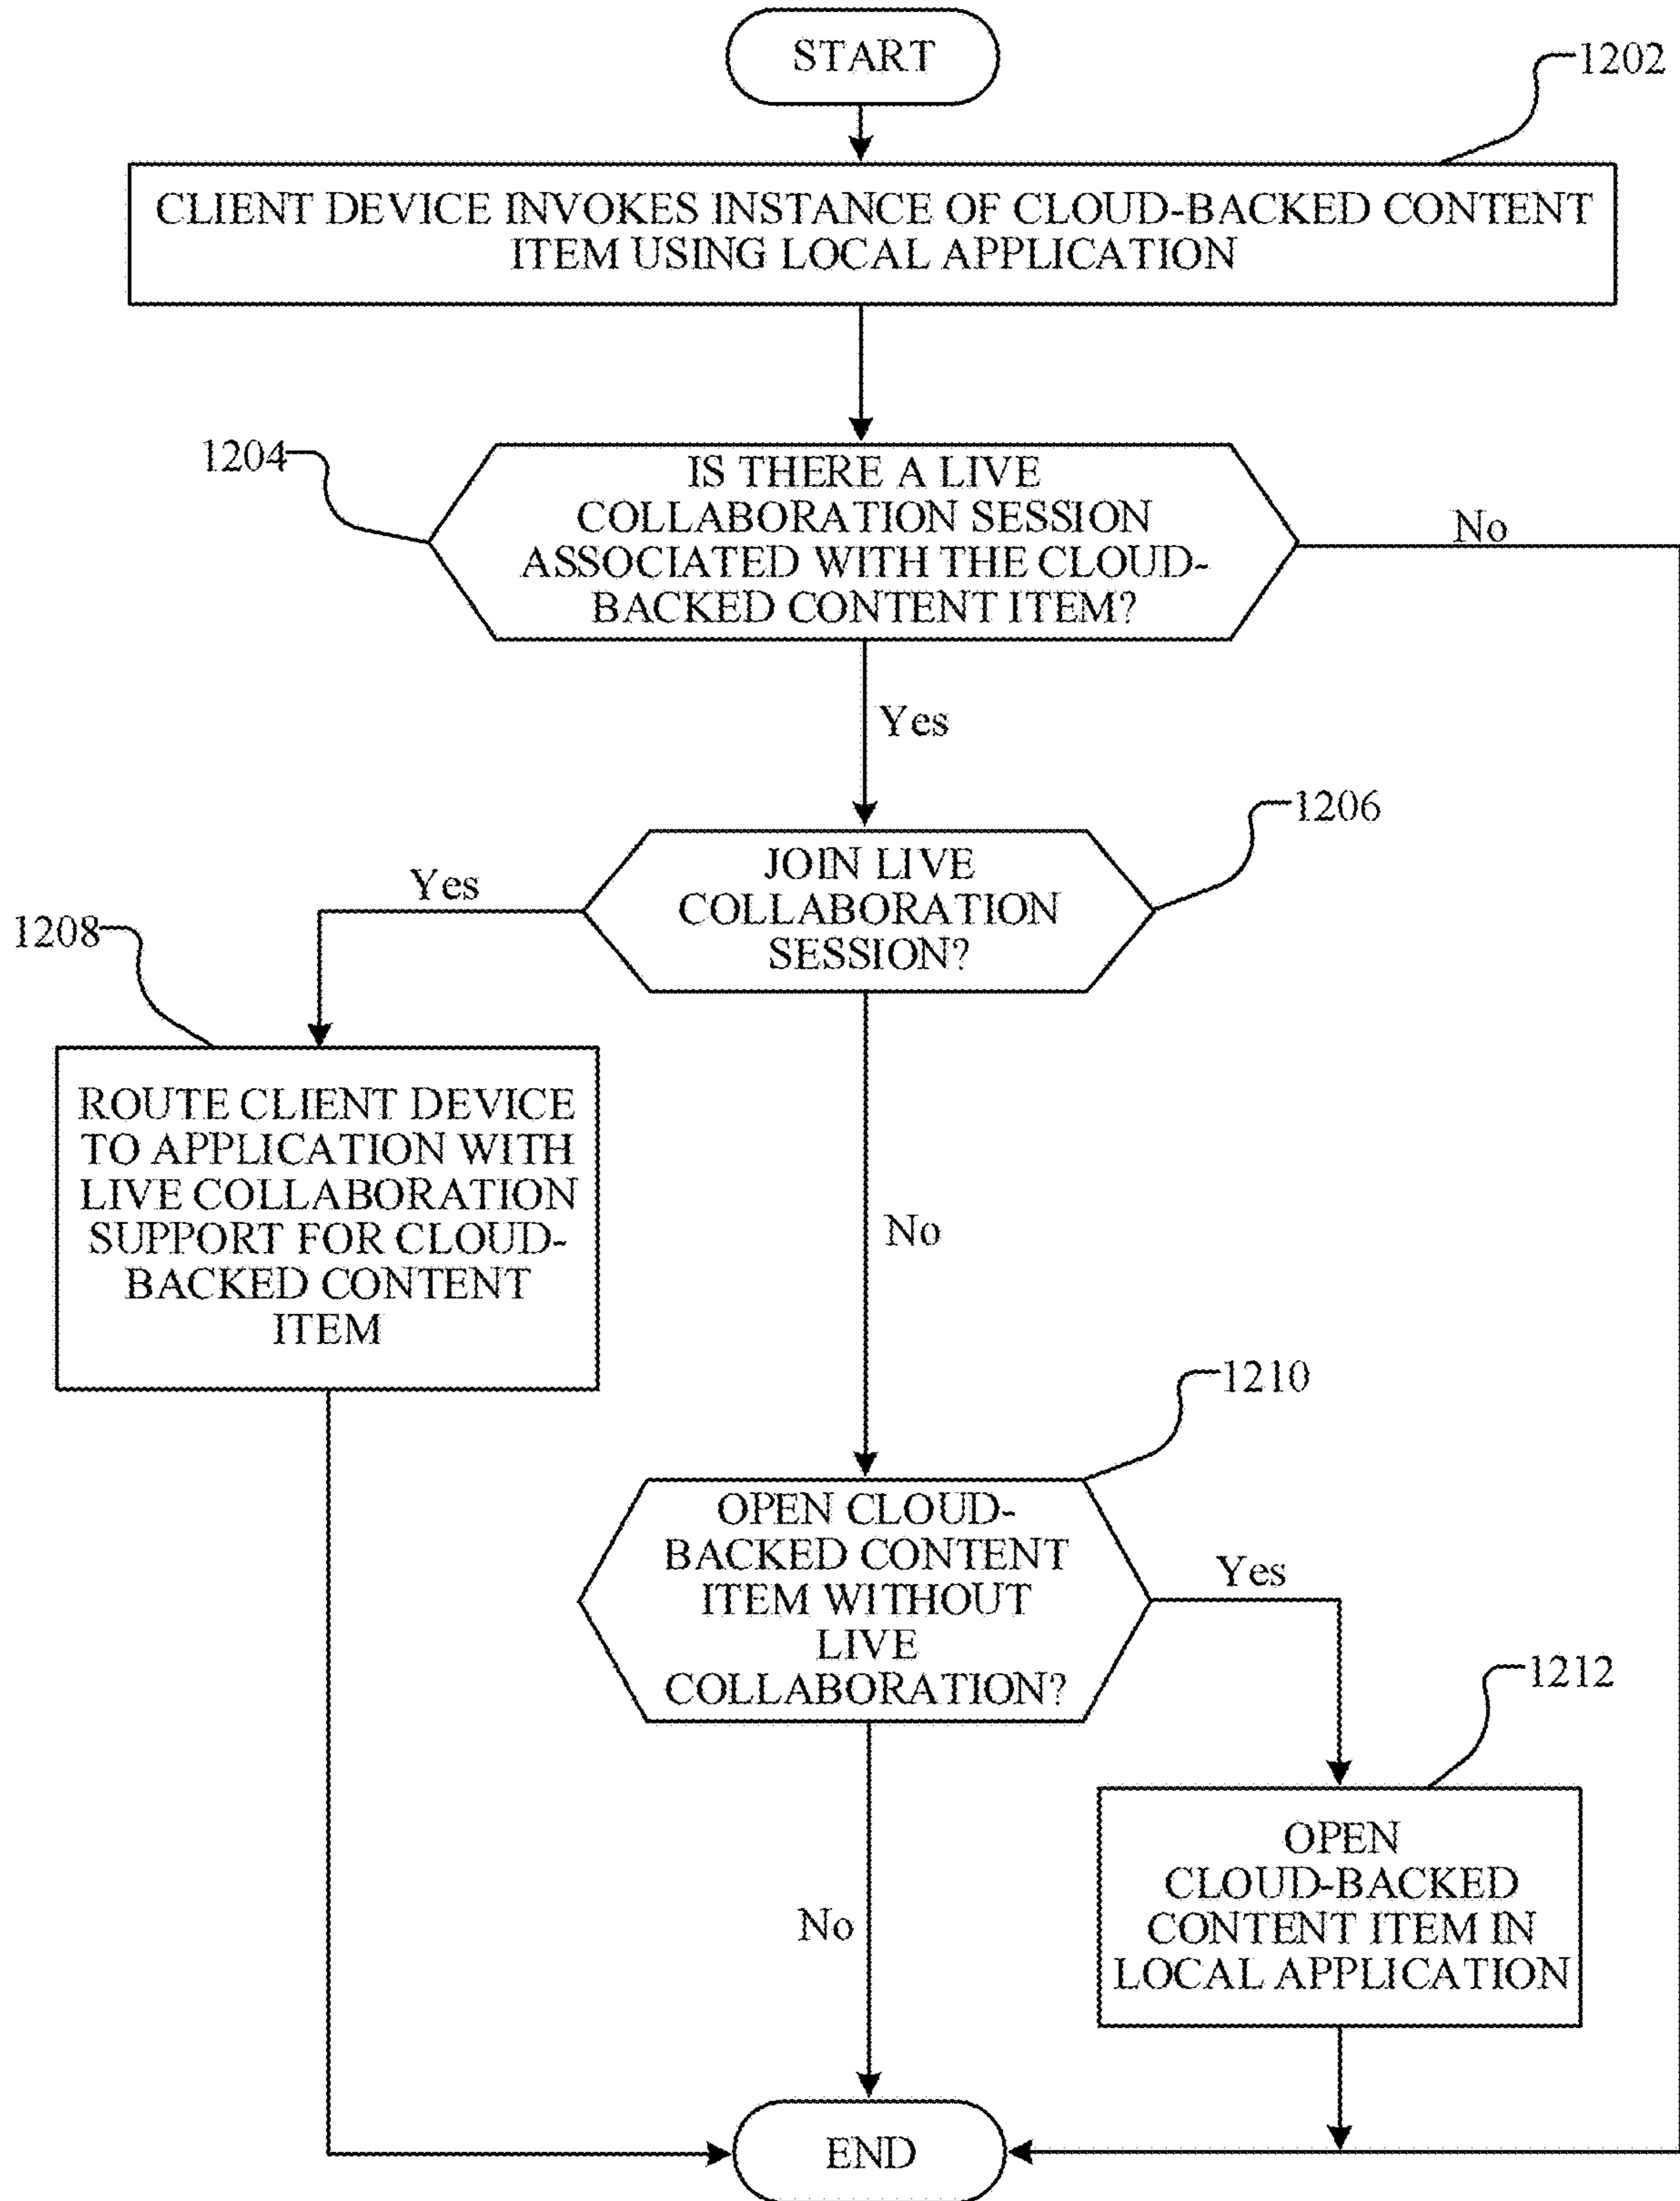 START
1202
CLIENT DEVICE INVOKES INSTANCE OF CLOUD-BACKED CONTENT
ITEM USING LOCAL APPLICATION
1204
IS THERE A LIVE
COLLABORATION SESSION
ASSOCIATED WITH THE CLOUD-
BACKED CONTENT ITEM?
No
Yes
1206
JOIN LIVE
COLLABORATION
SESSION?
Yes
1208
ROUTE CLIENT DEVICE
TO APPLICATION WITH
LIVE COLLABORATION
SUPPORT FOR CLOUD-
BACKED CONTENT
ITEM
No
1210
OPEN CLOUD-
BACKED CONTENT
ITEM WITHOUT
LIVE
COLLABORATION?
Yes
1212
OPEN
CLOUD-BACKED
CONTENT ITEM IN
LOCAL APPLICATION
No
END